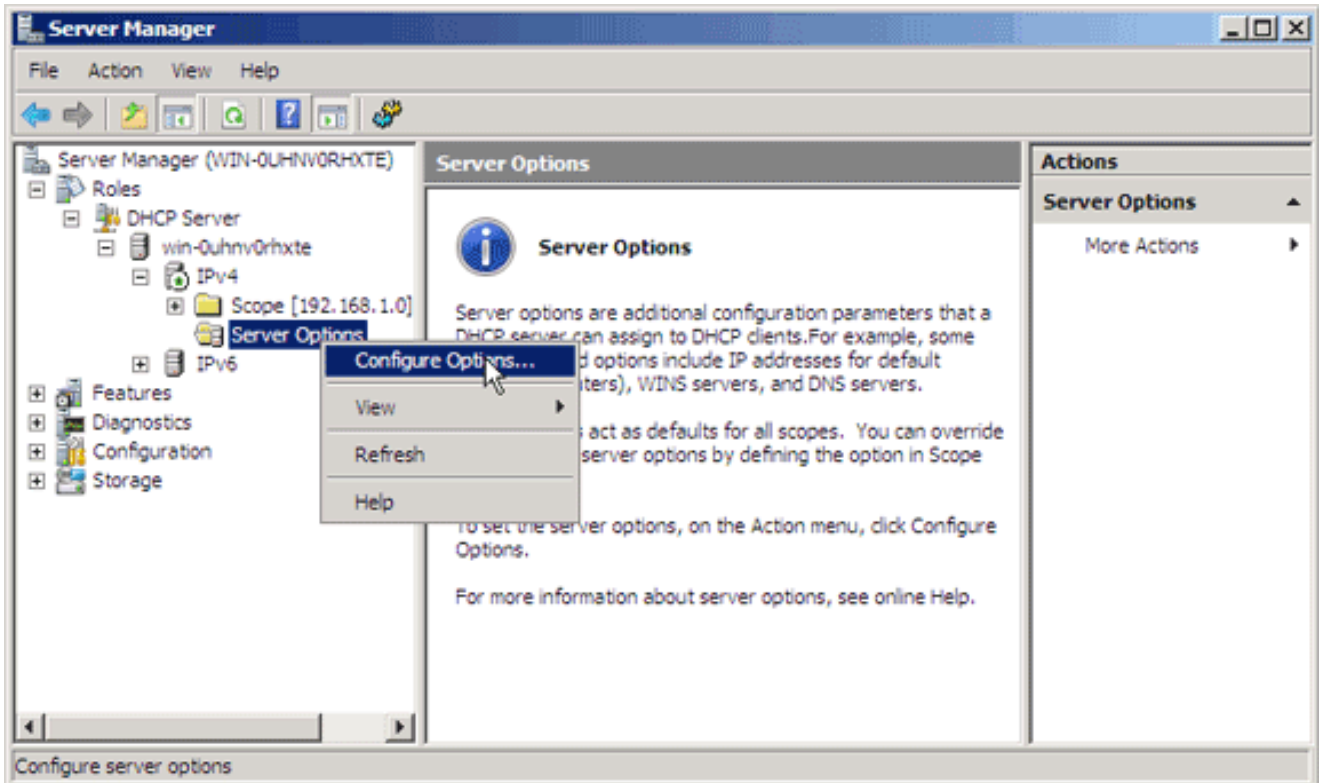 Server Manager
File Action View Help
Server Manager (WIN-0UHNV0RHXTE)
Roles
DHCP Server
win-0uhnv0rhxte
IPv4
Scope [192.168.1.0]
Server Options
IPv6
Features
Diagnostics
Configuration
Storage
Configure Options...
View
Refresh
Help
Server Options
Server Options
Server options are additional configuration parameters that a
DHCP server can assign to DHCP clients.For example, some
d options include IP addresses for default
ters), WINS servers, and DNS servers.
act as defaults for all scopes. You can override
server options by defining the option in Scope
To set the server options, on the Action menu, click Configure
Options.
For more information about server options, see online Help.
Actions
Server Options
More Actions
Configure server options